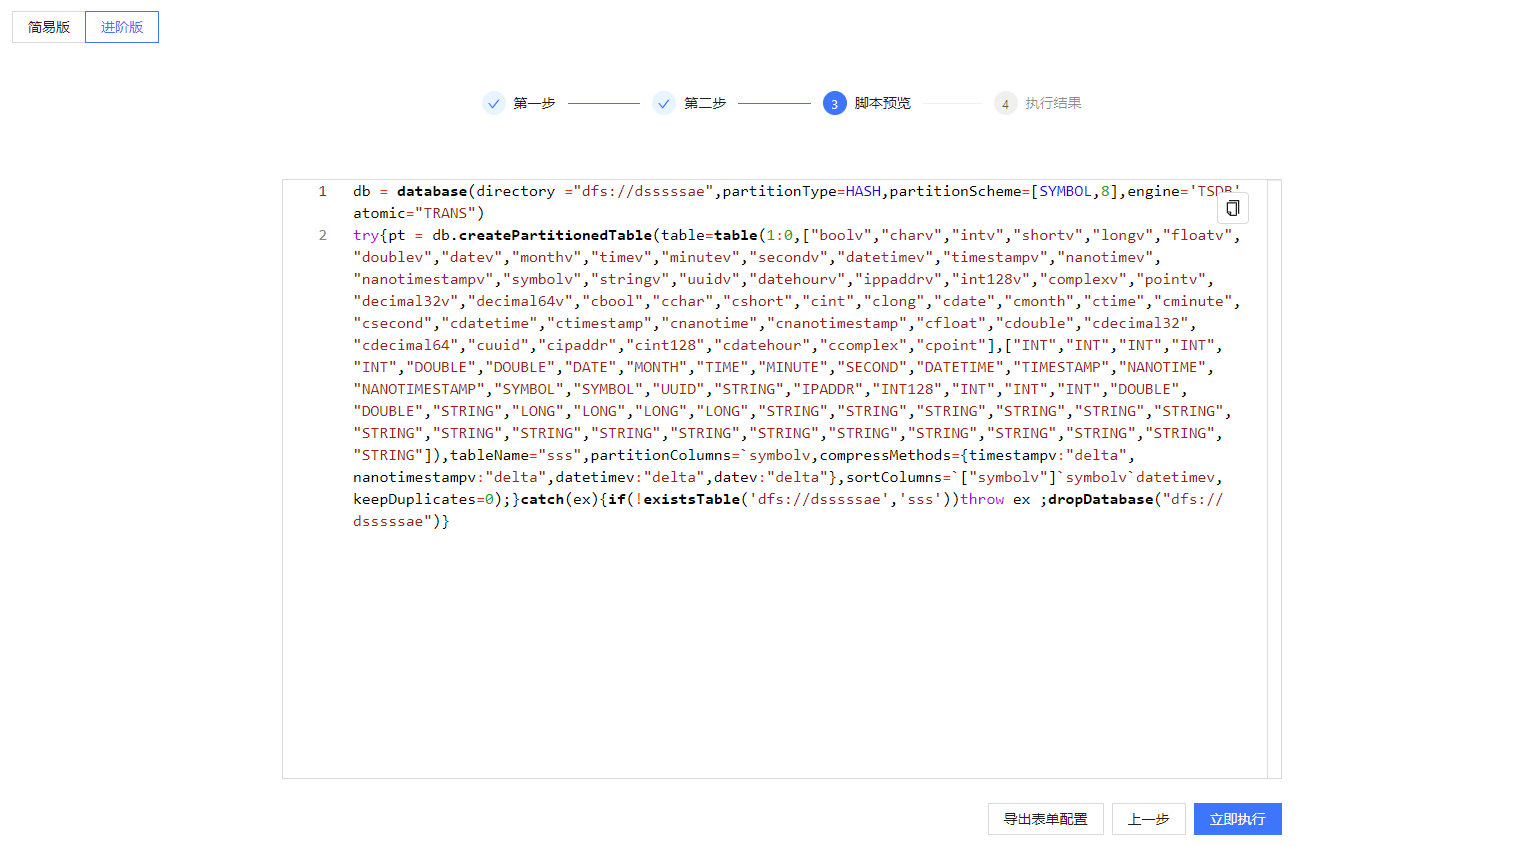 简易版 进阶版
第一步 第二步 3 脚本预览 4 执行结果
1 db = database(directory ="dfs://dsssssae",partitionType=HASH,partitionScheme=[SYMBOL,8],engine='TSDB'
atomic="TRANS")
2 try{pt = db.createPartitionedTable(table=table(1:0,["boolv","charv","intv","shortv","longv","floatv",
"doublev","datev","monthv","timev","minutev","secondv","datetimev","timestampv","nanotimev",
"nanotimestampv","symbolv","stringv","uuidv","datehourv","ippaddrv","int128v","complexv","pointv",
"decimal32v","decimal64v","cbool","cchar","cshort","cint","clong","cdate","cmonth","ctime","cminute",
"csecond","cdatetime","ctimestamp","cnanotime","cnanotimestamp","cfloat","cdouble","cdecimal32",
"cdecimal64","cuuid","cipaddr","cint128","cdatehour","ccomplex","cpoint"],["INT","INT","INT","INT",
"INT","DOUBLE","DOUBLE","DATE","MONTH","TIME","MINUTE","SECOND","DATETIME","TIMESTAMP","NANOTIME",
"NANOTIMESTAMP","SYMBOL","SYMBOL","UUID","STRING","IPADDR","INT128","INT","INT","INT","DOUBLE",
"DOUBLE","STRING","LONG","LONG","LONG","LONG","STRING","STRING","STRING","STRING","STRING","STRING",
"STRING","STRING","STRING","STRING","STRING","STRING","STRING","STRING","STRING","STRING","STRING",
"STRING"]),tableName="sss",partitionColumns=`symbolv,compressMethods={timestampv:"delta",
nanotimestampv:"delta",datetimev:"delta",datev:"delta"},sortColumns=`["symbolv"]`symbolv`datetimev,
keepDuplicates=0);}catch(ex){if(!existsTable('dfs://dsssssae','sss'))throw ex ;dropDatabase("dfs://
dsssssae")}
导出表单配置 上一步 立即执行